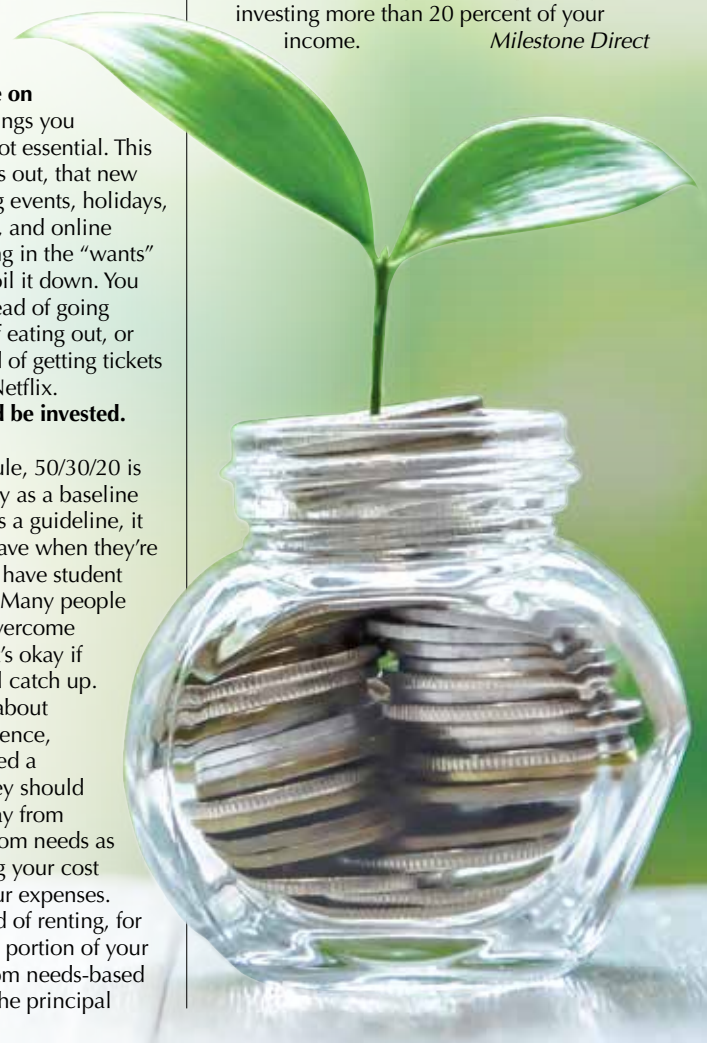 e on
ings you
ot essential. This
s out, that new
g events, holidays,
, and online
g in the “wants”
oil it down. You
ead of going
f eating out, or
d of getting tickets
Netflix.
d be invested.
ule, 50/30/20 is
y as a baseline
s a guideline, it
ave when they’re
have student
Many people
vercome
’s okay if
l catch up.
about
ence,
ed a
ey should
ay from
om needs as
g your cost
ur expenses.
d of renting, for
portion of your
om needs-based
he principal
investing more than 20 percent of your
income. Milestone Direct